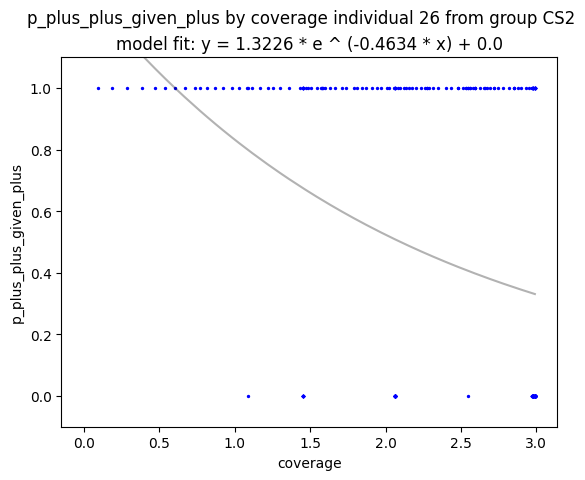 p_plus_plus_given_plus by coverage individual 26 from group CS2
model fit: y = 1.3226 * e ^ (-0.4634 * x) + 0.0
p_plus_plus_given_plus
1.0
0.8
0.6
0.4
0.2
0.0
0.0 0.5 1.0 1.5 2.0 2.5 3.0
coverage